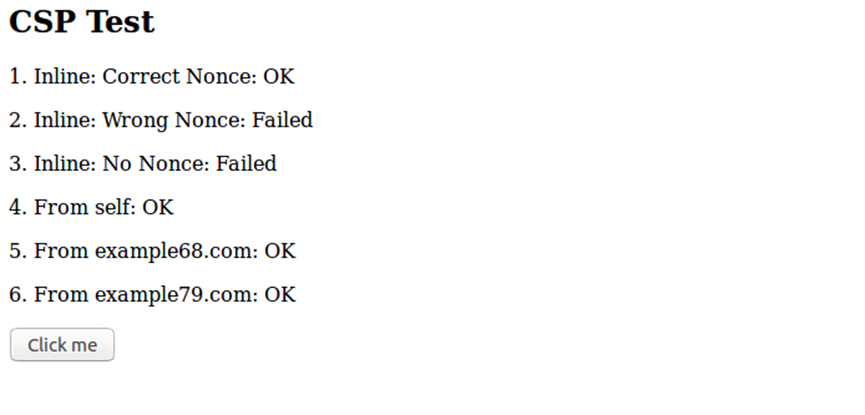 CSP Test
1. Inline: Correct Nonce: OK
2. Inline: Wrong Nonce: Failed
3. Inline: No Nonce: Failed
4. From self: OK
5. From example68.com: OK
6. From example79.com: OK
Click me